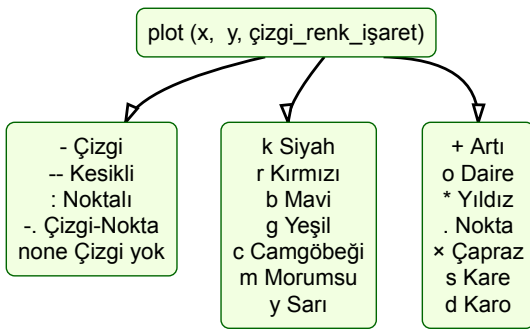 plot (x,  y, çizgi_renk_işaret)
- Çizgi
-- Kesikli
: Noktalı
-. Çizgi-Nokta
none Çizgi yok
k Siyah
r Kırmızı
b Mavi
g Yeşil
c Camgöbeği
m Morumsu
y Sarı
+ Artı
o Daire
* Yıldız
. Nokta
× Çapraz
s Kare
d Karo